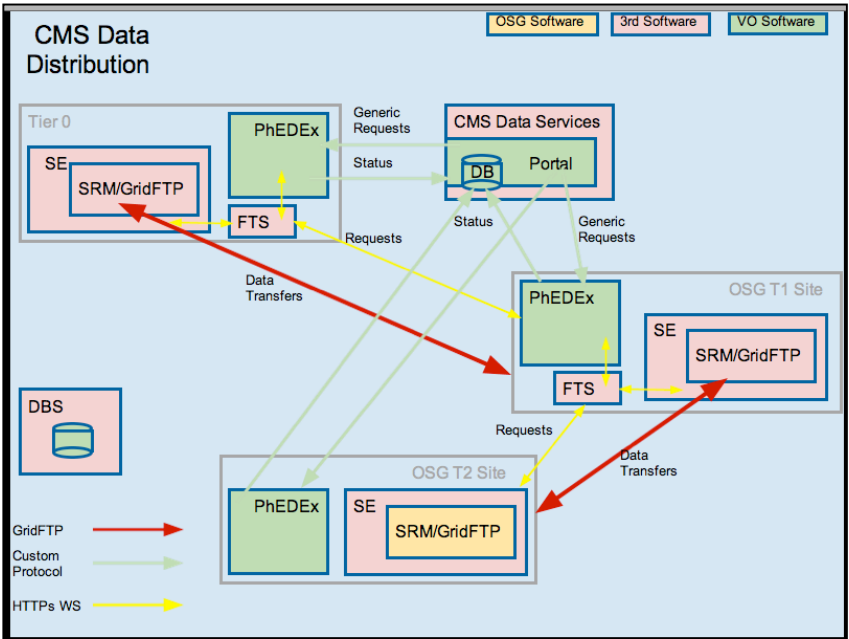 CMS Data
Distribution
OSG Software
3rd Software
VO Software
Tier 0
PhEDEx
SE
SRM/GridFTP
FTS
Generic
Requests
Status
CMS Data Services
DB
Portal
Requests
Status
Generic
Requests
Data
Transfers
OSG T1 Site
PhEDEx
SE
SRM/GridFTP
FTS
DBS
Requests
Data
Transfers
OSG T2 Site
PhEDEx
SE
SRM/GridFTP
GridFTP
Custom
Protocol
HTTPs WS